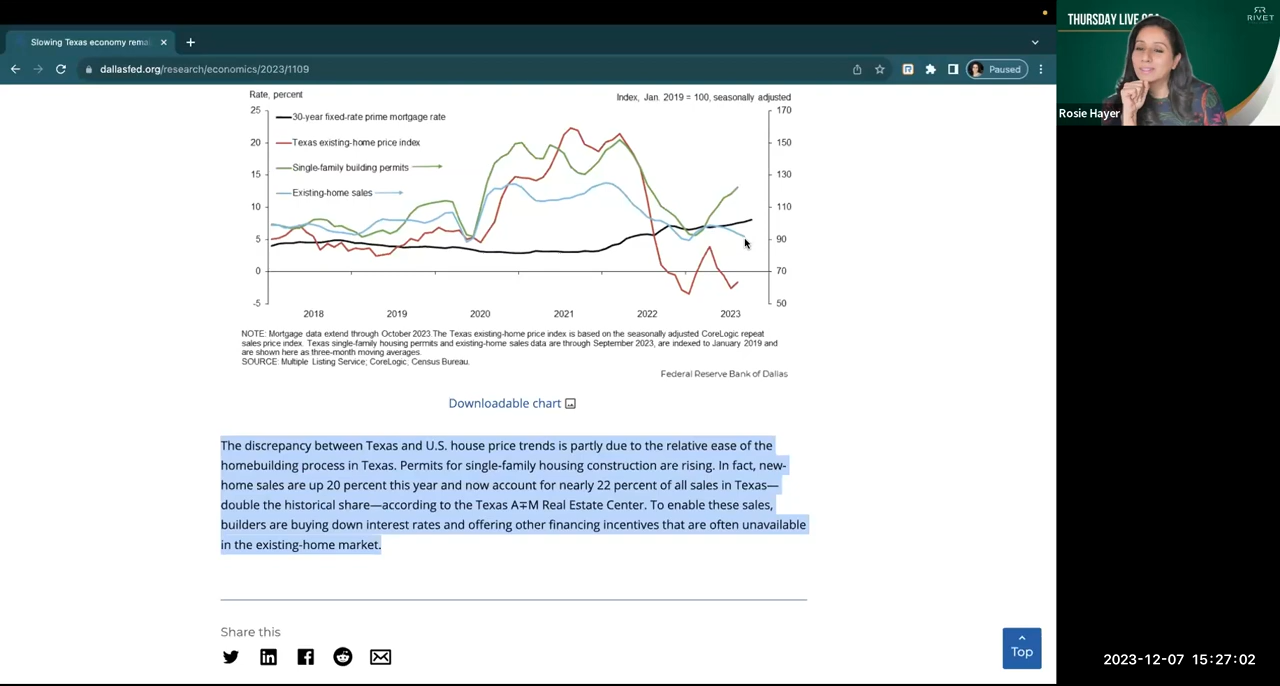 Slowing Texas economy rema
dallasfed.org/research/economics/2023/1109
Paused
THURSDAY LIVE Q&A
RIVET
Rosie Hayer
Rate, percent
Index, Jan. 2019 = 100, seasonally adjusted
25
20
15
10
5
0
-5
170
150
130
110
90
70
50
30-year fixed-rate prime mortgage rate
Texas existing-home price index
Single-family building permits
Existing-home sales
2018
2019
2020
2021
2022
2023
NOTE: Mortgage data extend through October 2023.The Texas existing-home price index is based on the seasonally adjusted CoreLogic repeat
sales price index. Texas single-family housing permits and existing-home sales data are through September 2023, are indexed to January 2019 and
are shown here as three-month moving averages.
SOURCE: Multiple Listing Service; CoreLogic; Census Bureau.
Federal Reserve Bank of Dallas
Downloadable chart
The discrepancy between Texas and U.S. house price trends is partly due to the relative ease of the
homebuilding process in Texas. Permits for single-family housing construction are rising. In fact, new-
home sales are up 20 percent this year and now account for nearly 22 percent of all sales in Texas—
double the historical share—according to the Texas A∓M Real Estate Center. To enable these sales,
builders are buying down interest rates and offering other financing incentives that are often unavailable
in the existing-home market.
Share this
Top
2023-12-07 15:27:02